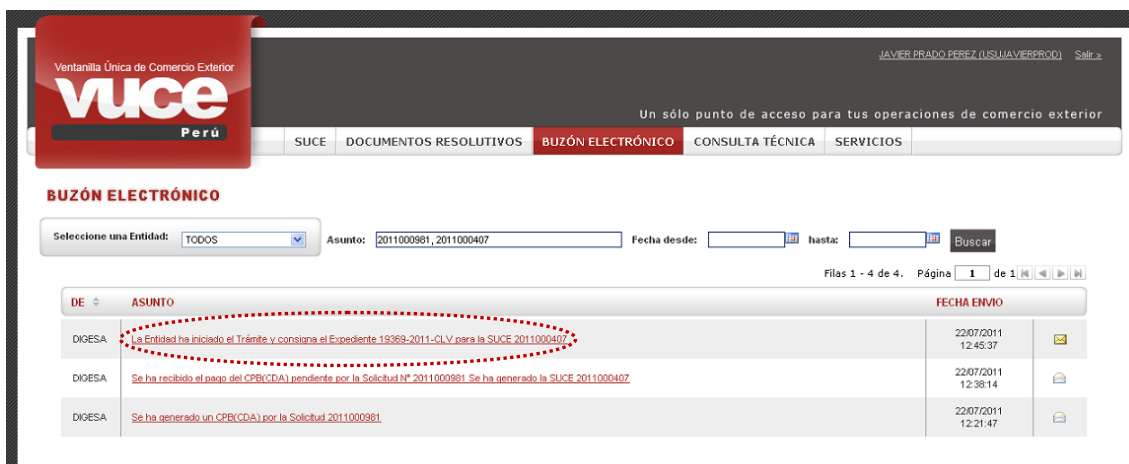 JAVIER PRADO PEREZ (USUJAVIERPROD) Salir »
Ventanilla Única de Comercio Exterior
vuce
Perú
Un sólo punto de acceso para tus operaciones de comercio exterior
SUCE DOCUMENTOS RESOLUTIVOS BUZÓN ELECTRÓNICO CONSULTA TÉCNICA SERVICIOS
BUZÓN ELECTRÓNICO
Seleccione una Entidad: TODOS Asunto: 2011000981, 2011000407 Fecha desde: hasta: Buscar
Filas 1 - 4 de 4. Página 1 de 1
DE ASUNTO FECHA ENVIO
DIGESA La Entidad ha iniciado el Trámite y consigna el Expediente 19369-2011-CLV para la SUCE 2011000407 22/07/2011
12:45:37
DIGESA Se ha recibido el pago del CPB(CDA) pendiente por la Solicitud N° 2011000981 Se ha generado la SUCE 2011000407 22/07/2011
12:38:14
DIGESA Se ha generado un CPB(CDA) por la Solicitud 2011000981 22/07/2011
12:21:47